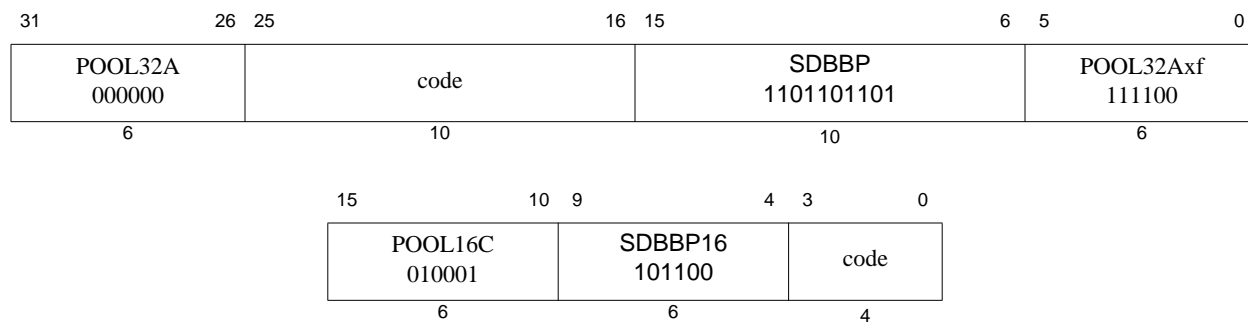 31 26 25 16 15 6 5 0
POOL32A code SDBBP POOL32Axf
000000 1101101101 111100
6 10 10 6
15 10 9 4 3 0
POOL16C SDBBP16 code
010001 101100
6 6 4